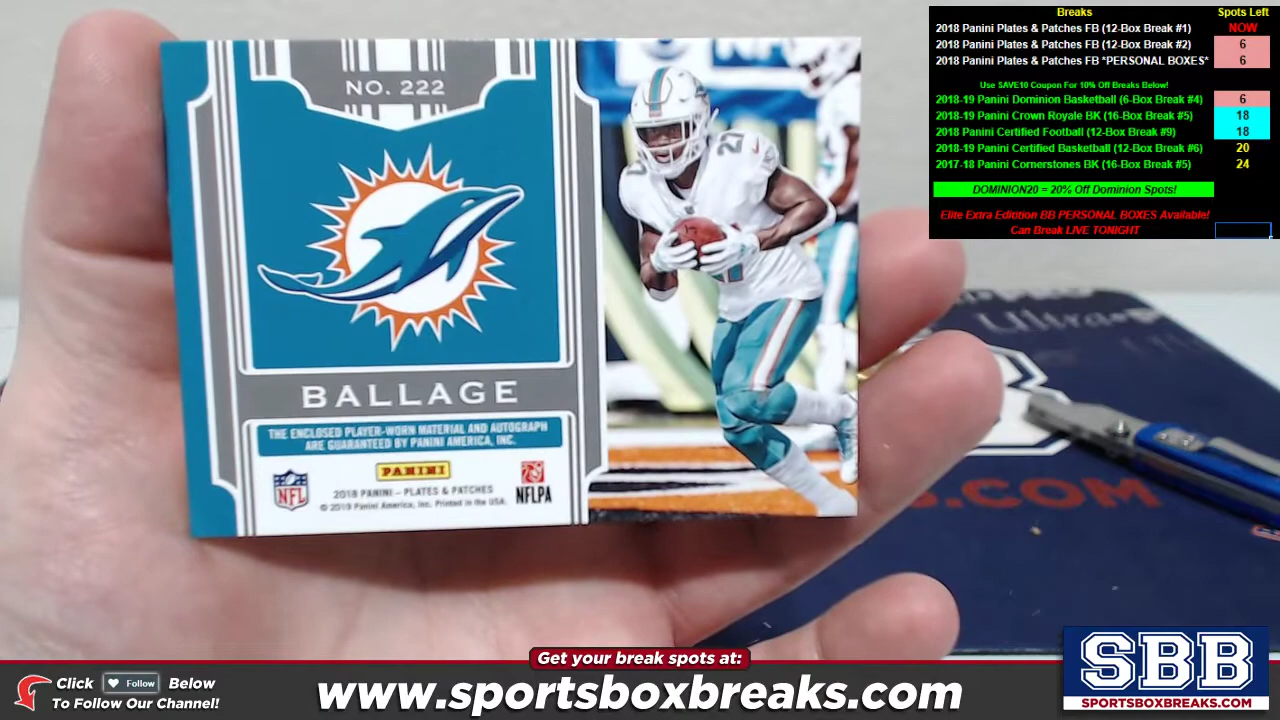 Breaks Spots Left
2018 Panini Plates & Patches FB (12-Box Break #1) NOW
2018 Panini Plates & Patches FB (12-Box Break #2) 6
2018 Panini Plates & Patches FB *PERSONAL BOXES* 6
Use SAVE10 Coupon For 10% Off Breaks Below!
2018-19 Panini Dominion Basketball (6-Box Break #4) 6
2018-19 Panini Crown Royale BK (16-Box Break #5) 18
2018 Panini Certified Football (12-Box Break #9) 18
2018-19 Panini Certified Basketball (12-Box Break #6) 20
2017-18 Panini Cornerstones BK (16-Box Break #5) 24
DOMINION20 = 20% Off Dominion Spots!
Elite Extra Edition BB PERSONAL BOXES Available!
Can Break LIVE TONIGHT
NO. 222
27
BALLAGE
THE ENCLOSED PLAYER-WORN MATERIAL AND AUTOGRAPH
ARE GUARANTEED BY PANINI AMERICA, INC.
PANINI
NFL
NFLPA
2018 PANINI – PLATES & PATCHES
© 2019 Panini America, Inc. Printed in the USA.
Ultra
S.COM
Get your break spots at:
Click Follow Below
To Follow Our Channel!
www.sportsboxbreaks.com
SBB
SPORTSBOXBREAKS.COM